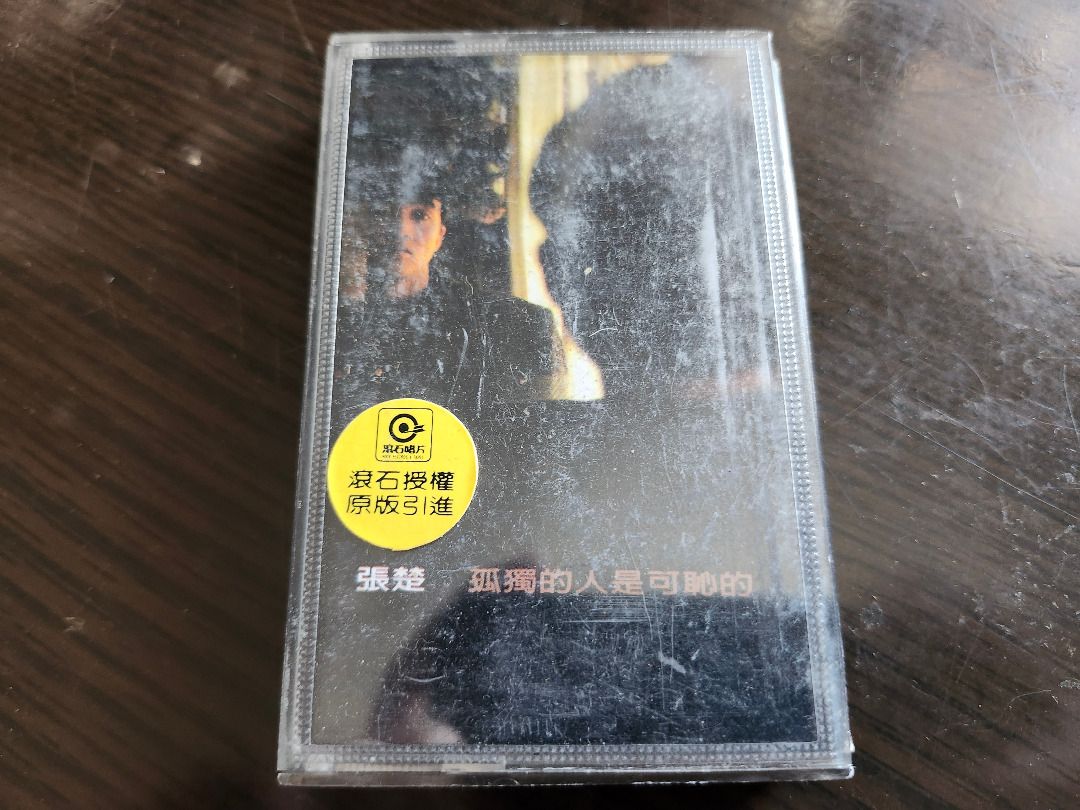 滾石唱片
滾石授權
原版引進
張楚 孤獨的人是可恥的